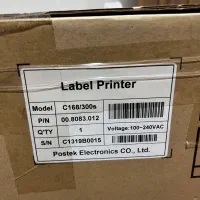 Label Printer
Model C168/300s
P/N 00.8083.012
Q'TY 1 Voltage:100~240VAC
S/N C1319B0015
Postek Electronics CO., Ltd.